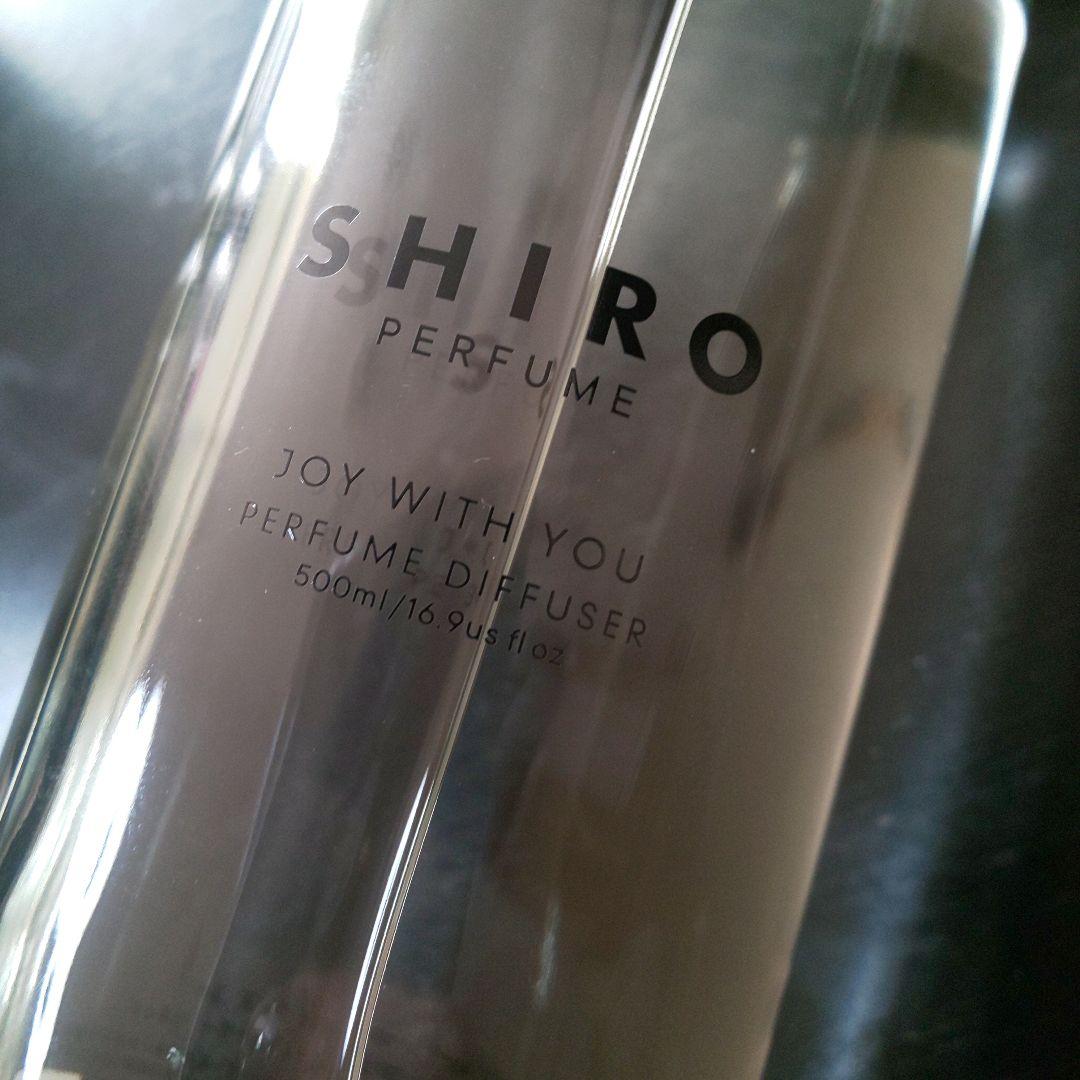 SHIRO
PERFUME
JOY WITH YOU
PERFUME DIFFUSER
500ml/16.9us fl oz